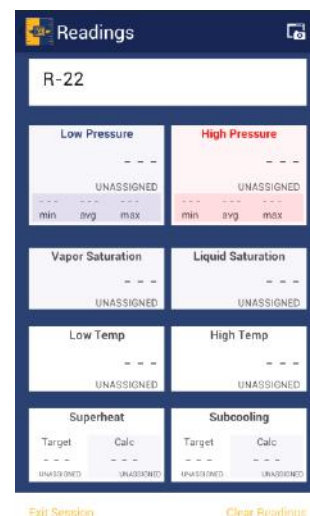 Readings
R-22
Low Pressure High Pressure
- - - - - -
UNASSIGNED UNASSIGNED
- - - - - - - - - - - - - - - - - -
min avg max min avg max
Vapor Saturation Liquid Saturation
- - - - - -
UNASSIGNED UNASSIGNED
Low Temp High Temp
- - - - - -
UNASSIGNED UNASSIGNED
Superheat Subcooling
Target Calc Target Calc
- - - - - - - - - - - -
UNASSIGNED UNASSIGNED UNASSIGNED UNASSIGNED
Exit Session Clear Readings